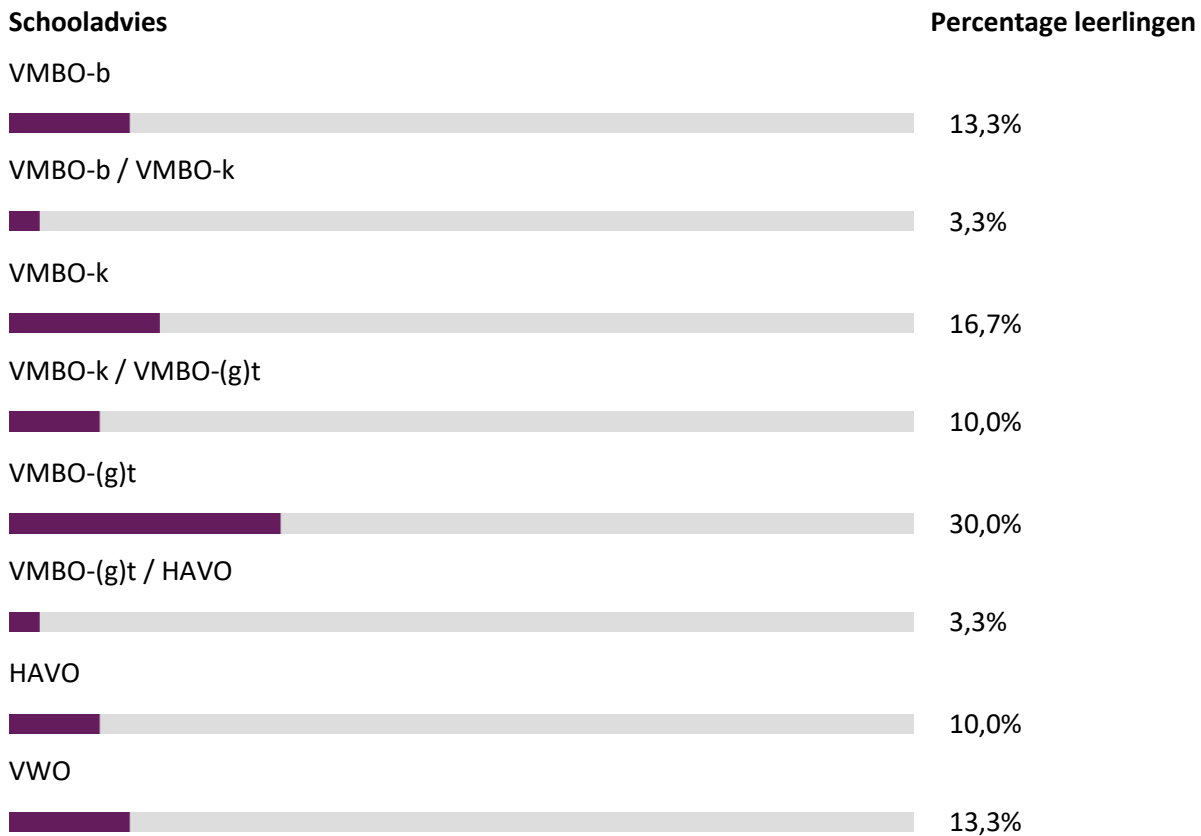 Schooladvies Percentage leerlingen
VMBO-b
13,3%
VMBO-b / VMBO-k
3,3%
VMBO-k
16,7%
VMBO-k / VMBO-(g)t
10,0%
VMBO-(g)t
30,0%
VMBO-(g)t / HAVO
3,3%
HAVO
10,0%
VWO
13,3%